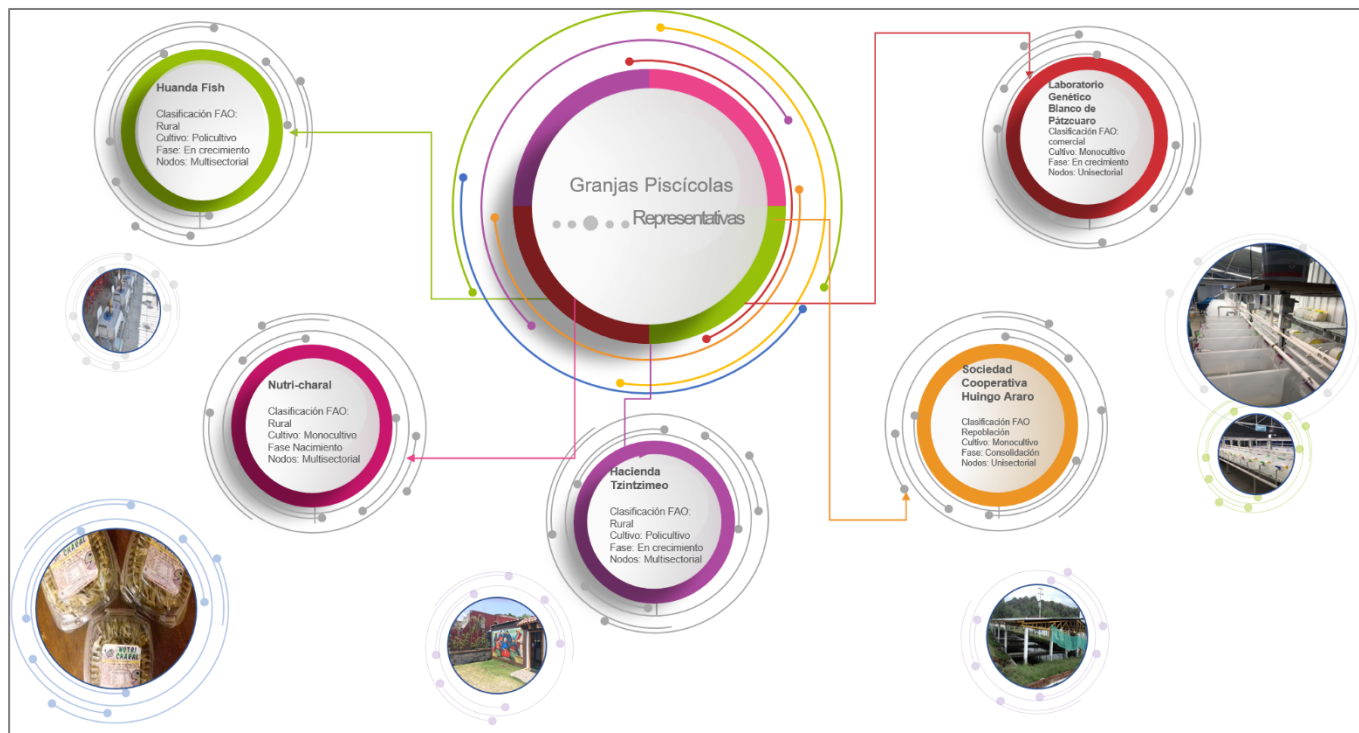 Granjas Piscícolas
Representativas
Huanda Fish
Clasificación FAO:
Rural
Cultivo: Policultivo
Fase: En crecimiento
Nodos: Multisectorial
Laboratorio
Genético
Blanco de
Pàtzcuaro
Clasificación FAO:
comercial
Cultivo: Monocultivo
Fase: En crecimiento
Nodos: Unisectorial
Nutri-charal
Clasificación FAO:
Rural
Cultivo: Monocultivo
Fase Nacimiento
Nodos: Multisectorial
Hacienda
Tzintzimeo
Clasificación FAO:
Rural
Cultivo: Policultivo
Fase: En crecimiento
Nodos: Multisectorial
Sociedad
Cooperativa
Huingo Araro
Clasificación FAO
Repoblación
Cultivo: Monocultivo
Fase: Consolidación
Nodos: Unisectorial
CHARAL
NUTRI
CHARAL